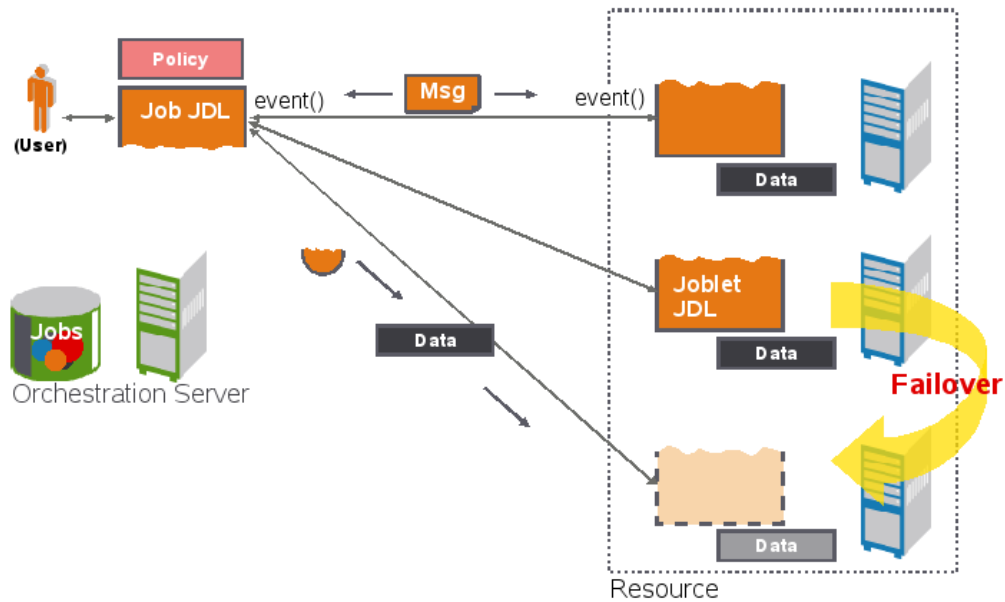 Policy
Job JDL
event()
Msg
event()
(User)
Data
Joblet
JDL
Jobs
Data
Data
Failover
Orchestration Server
Data
Resource